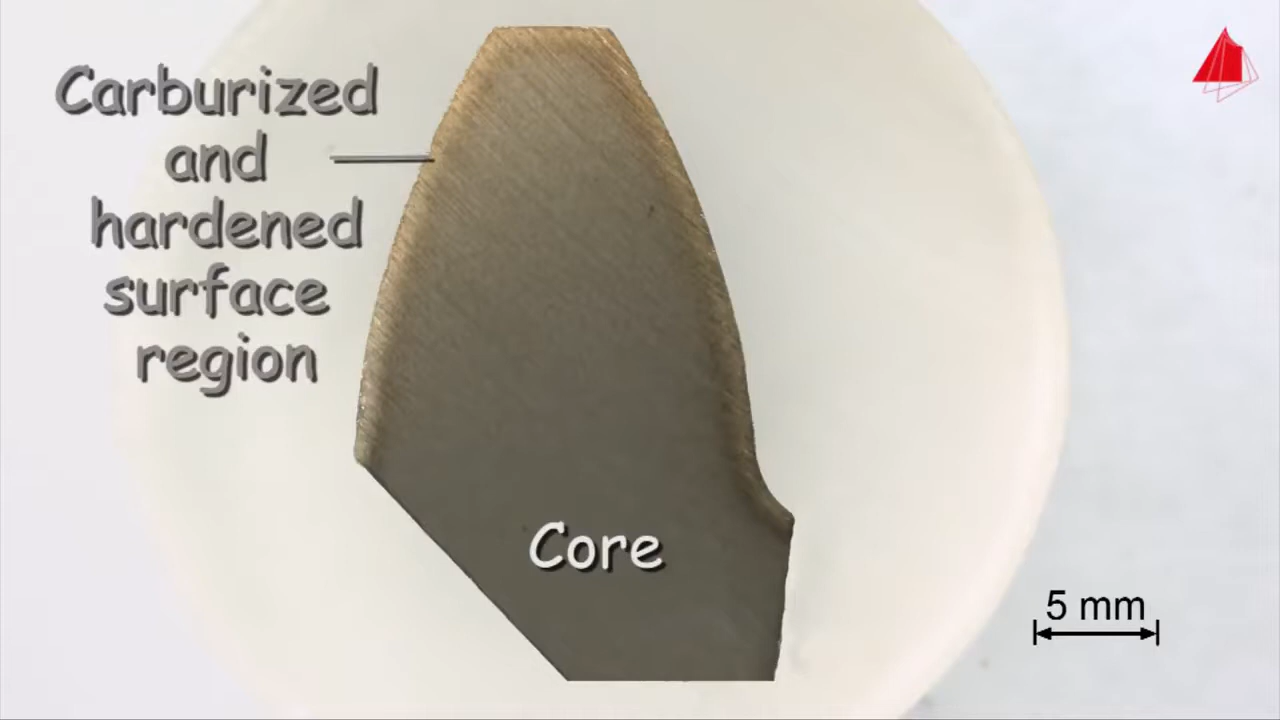 Carburized
and
hardened
surface
region
Core
5 mm